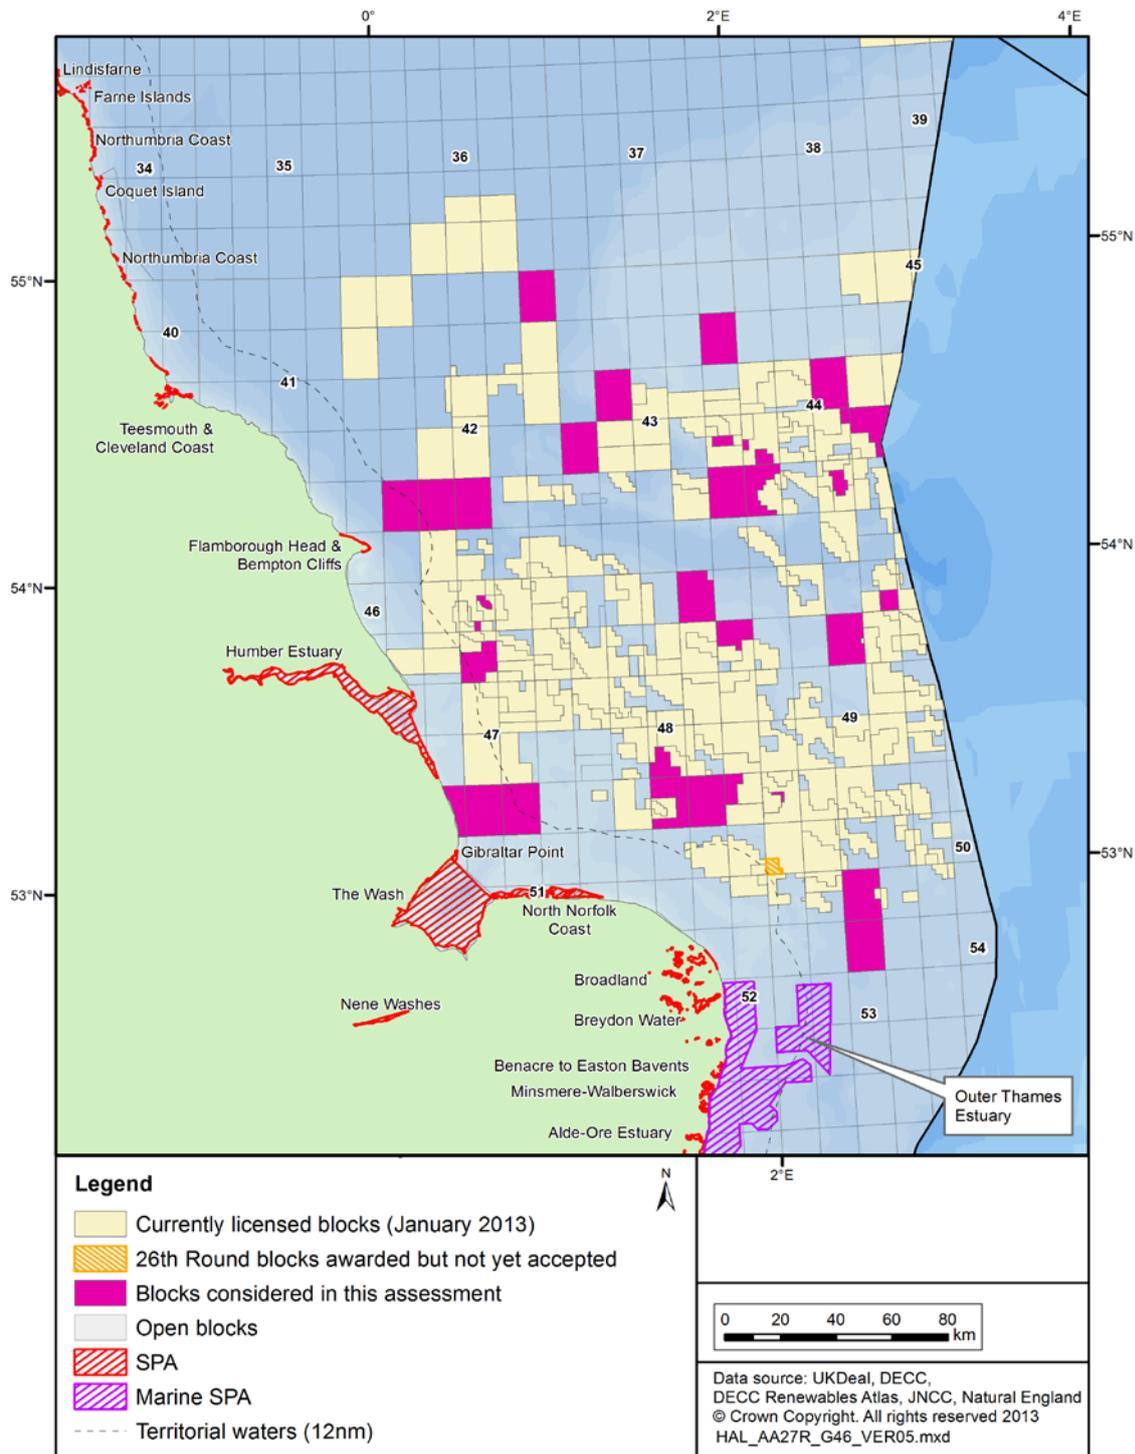 0°
2°E
4°E
Lindisfarne
Farne Islands
39
Northumbria Coast
38
37
36
35
34
Coquet Island
55°N
Northumbria Coast
45
55°N
40
41
44
43
42
Teesmouth &
Cleveland Coast
54°N
Flamborough Head &
Bempton Cliffs
54°N
46
Humber Estuary
49
48
47
50
Gibraltar Point
53°N
The Wash
51
53°N
North Norfolk
Coast
54
Broadland
52
Nene Washes
53
Breydon Water
Benacre to Easton Bavents
Minsmere-Walberswick
Outer Thames
Estuary
Alde-Ore Estuary
2°E
Legend
N
Currently licensed blocks (January 2013)
26th Round blocks awarded but not yet accepted
Blocks considered in this assessment
Open blocks
SPA
Marine SPA
Territorial waters (12nm)
0 20 40 60 80
km
Data source: UKDeal, DECC,
DECC Renewables Atlas, JNCC, Natural England
© Crown Copyright. All rights reserved 2013
HAL_AA27R_G46_VER05.mxd